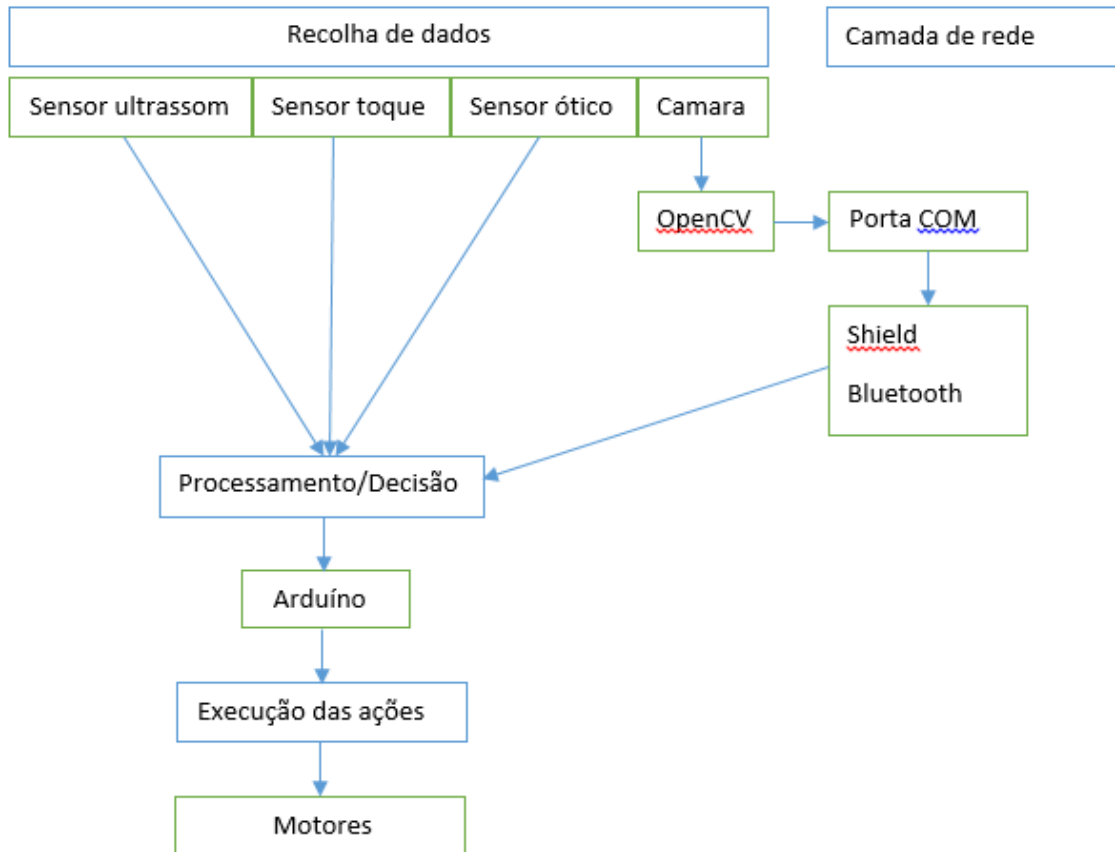 Recolha de dados
Camada de rede
Sensor ultrassom
Sensor toque
Sensor ótico
Camara
OpenCV
Porta COM
Shield
Bluetooth
Processamento/Decisão
Arduíno
Execução das ações
Motores